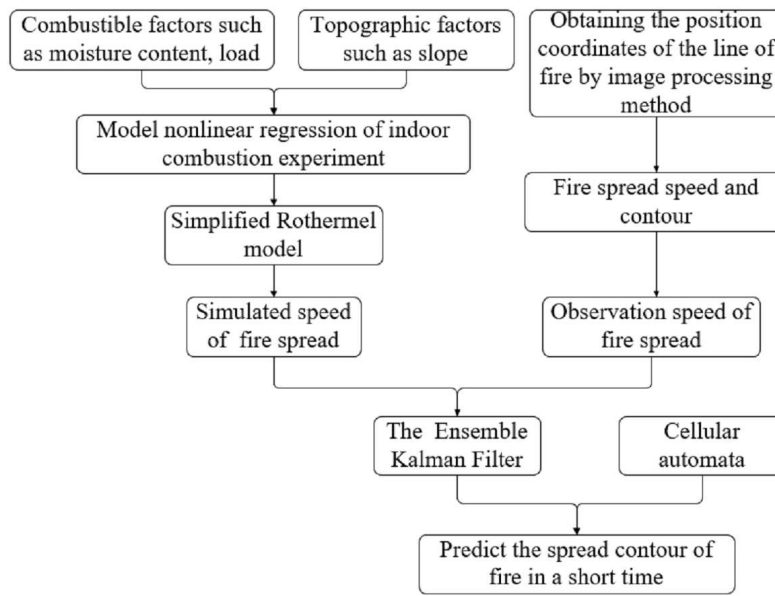 Combustible factors such
as moisture content, load
Topographic factors
such as slope
Obtaining the position
coordinates of the line of
fire by image processing
method
Model nonlinear regression of indoor
combustion experiment
Fire spread speed and
contour
Simplified Rothermel
model
Simulated speed
of fire spread
Observation speed of
fire spread
The Ensemble
Kalman Filter
Cellular
automata
Predict the spread contour of
fire in a short time